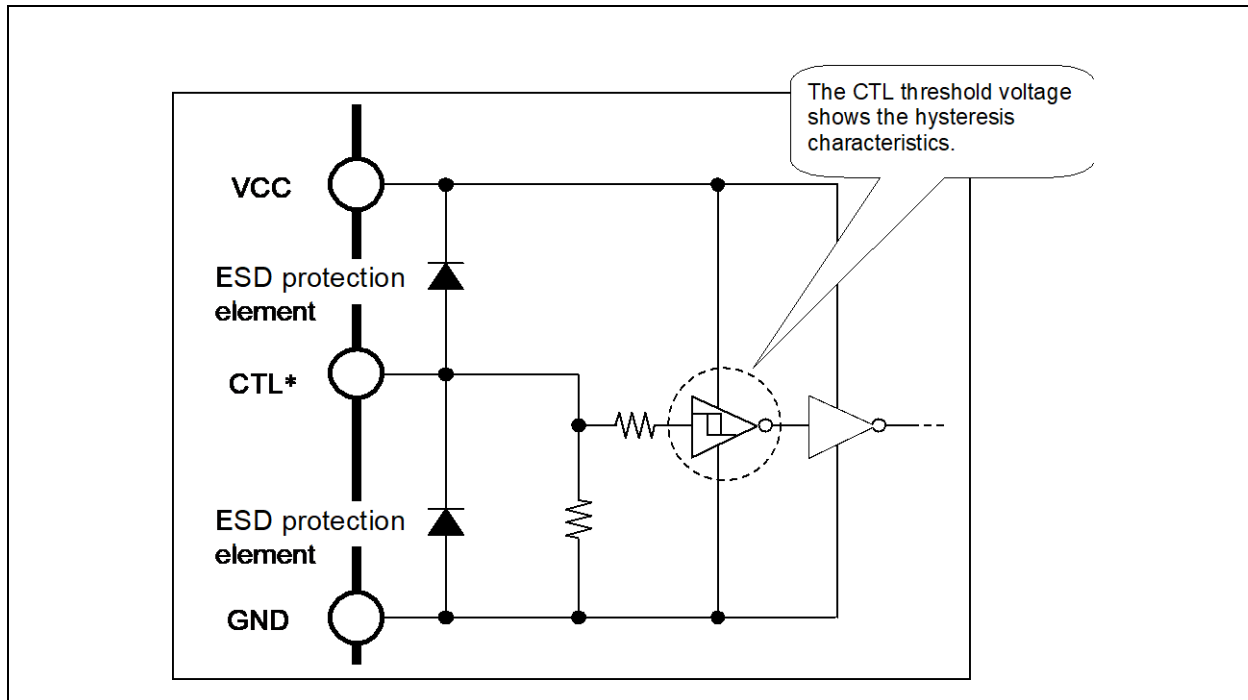 The CTL threshold voltage
shows the hysteresis
characteristics.
VCC
ESD protection
element
CTL*
ESD protection
element
GND